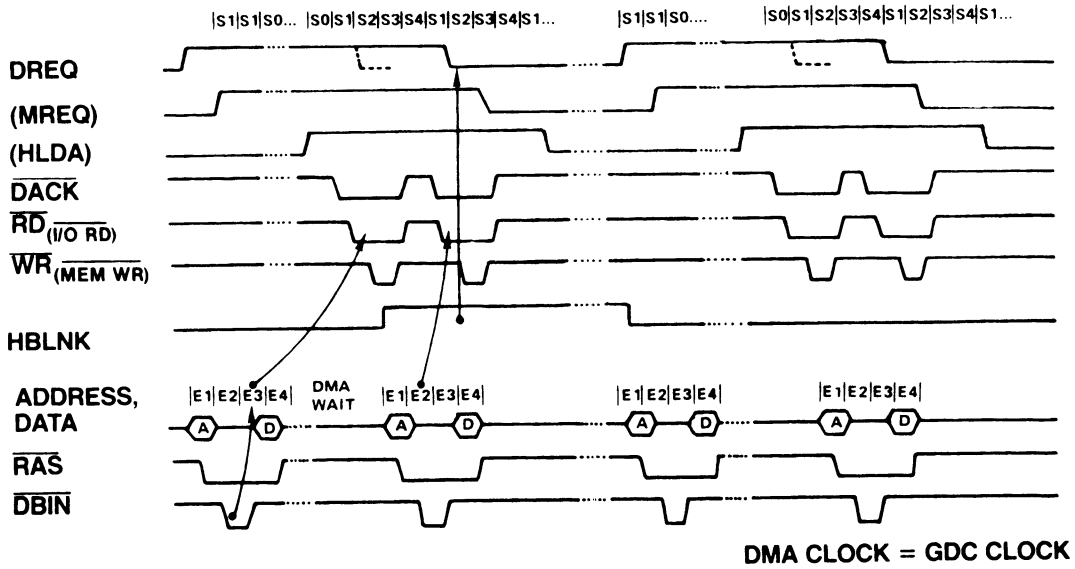 |S1|S1|S0... |S0|S1|S2|S3|S4|S1|S2|S3|S4|S1... |S1|S1|S0.... |S0|S1|S2|S3|S4|S1|S2|S3|S4|S1...
DREQ
(MREQ)
(HLDA)
DACK
RD(I/O RD)
WR(MEM WR)
HBLNK
|E1|E2|E3|E4| DMA WAIT |E1|E2|E3|E4| |E1|E2|E3|E4| |E1|E2|E3|E4|
ADDRESS,
DATA A D A D A D A D
RAS
DBIN
DMA CLOCK = GDC CLOCK